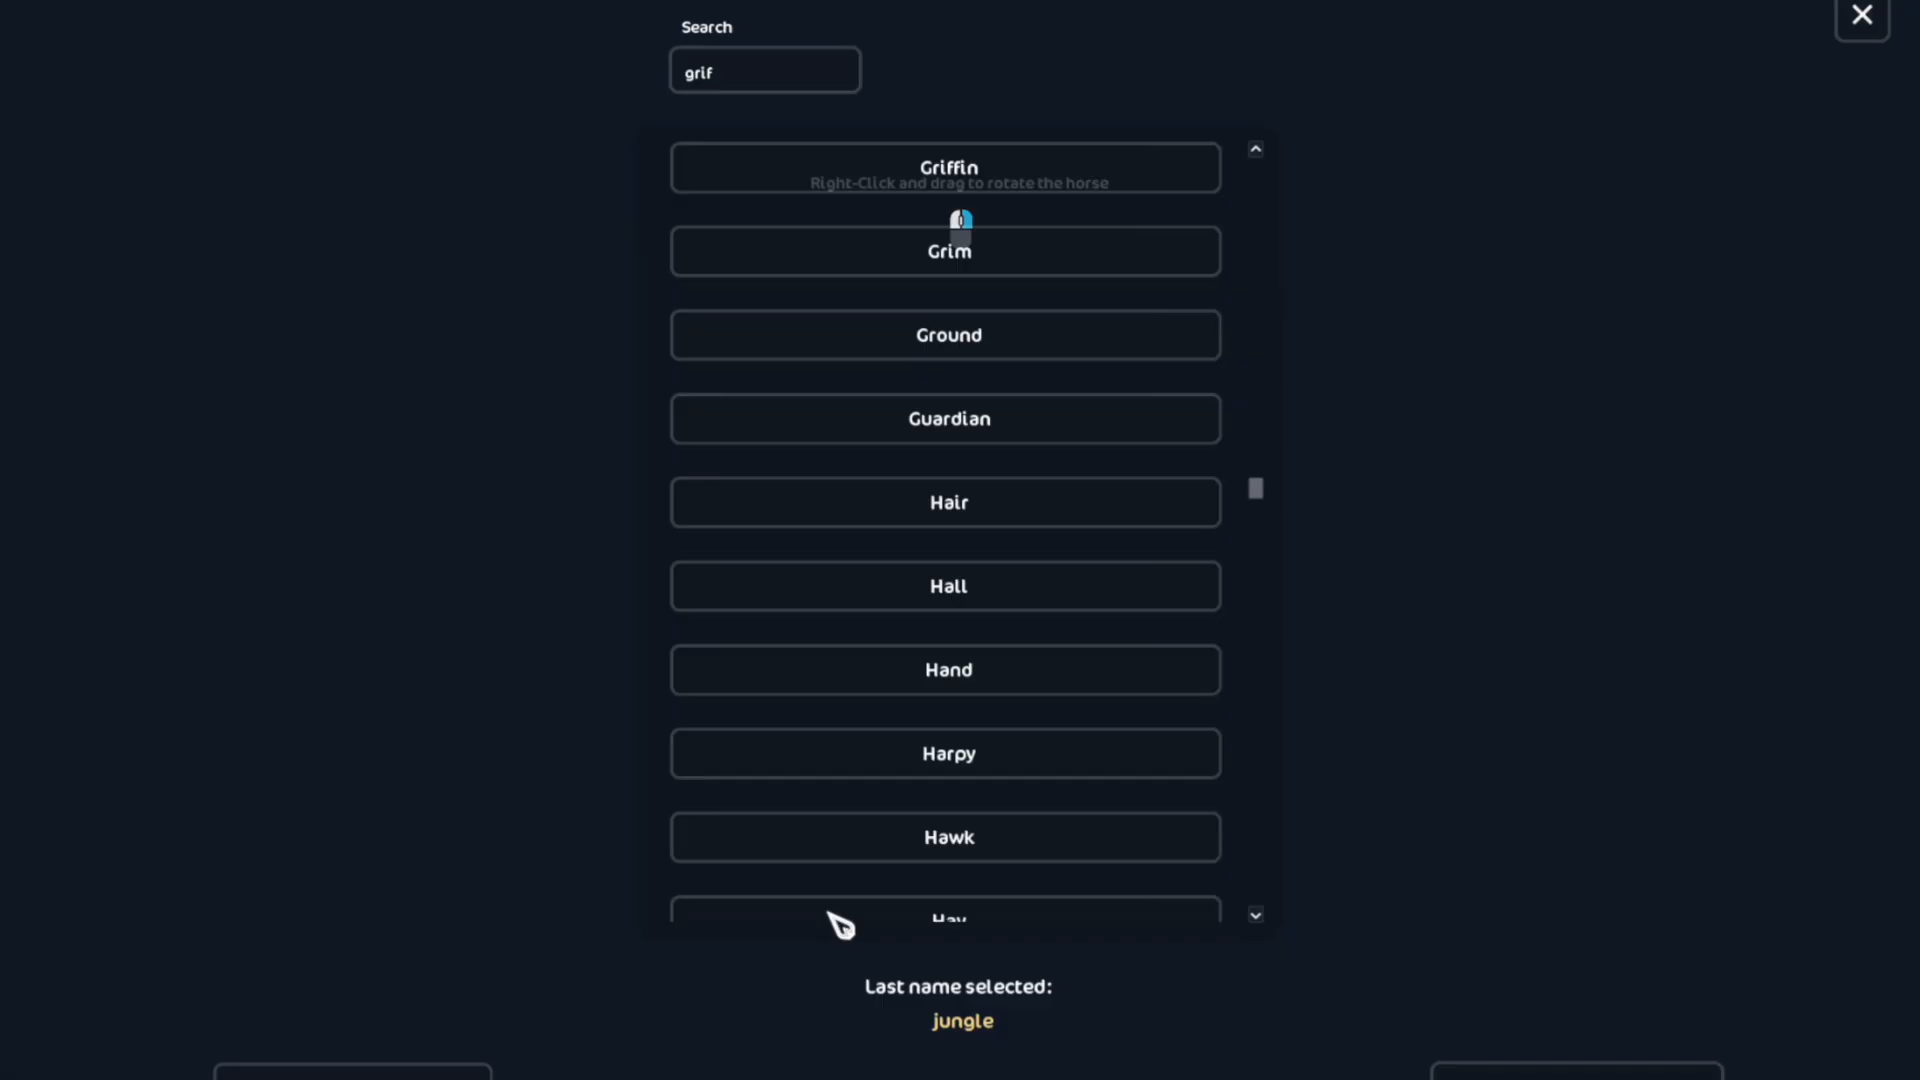 Search
grif
Griffin
Right-Click and drag to rotate the horse
Grim
Ground
Guardian
Hair
Hall
Hand
Harpy
Hawk
Hay
Last name selected:
jungle